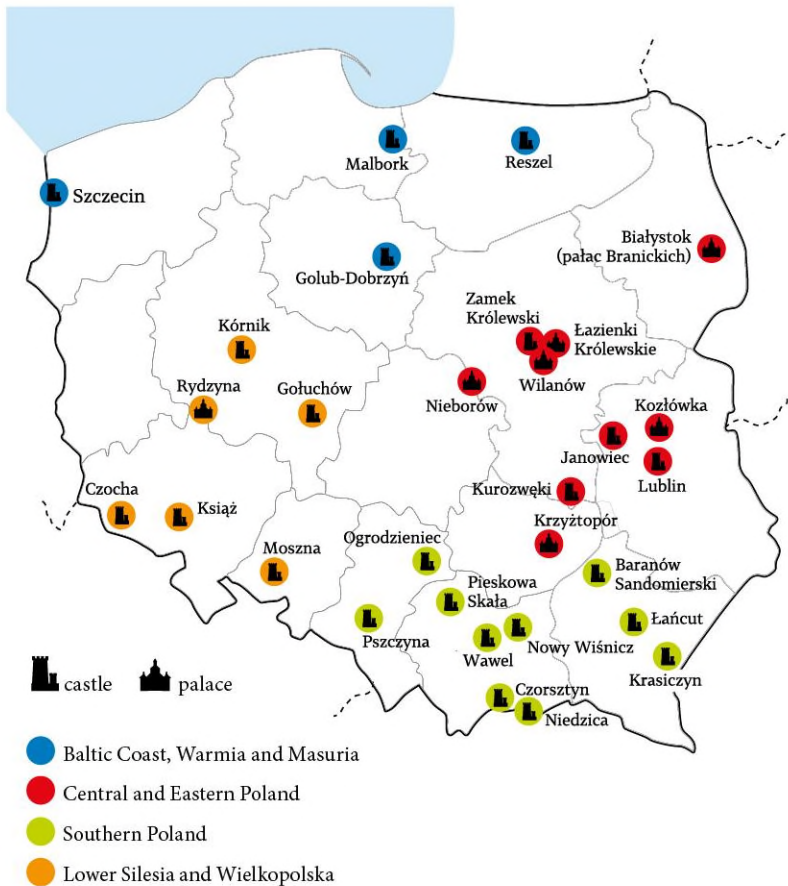 Malbork
Reszel
Szczecin
Białystok
(pałac Branickich)
Golub-Dobrzyń
Zamek
Królewski
Łazienki
Królewskie
Wilanów
Kórnik
Rydzyna
Gołuchów
Nieborów
Kozłówka
Janowiec
Lublin
Kurozwęki
Krzyżtopór
Czocha
Książ
Moszna
Ogrodzieniec
Pieskowa
Skała
Baranów
Sandomierski
Pszczyna
Wawel
Nowy Wiśnicz
Łańcut
Krasiczyn
Czorsztyn
Niedzica
castle
palace
Baltic Coast, Warmia and Masuria
Central and Eastern Poland
Southern Poland
Lower Silesia and Wielkopolska